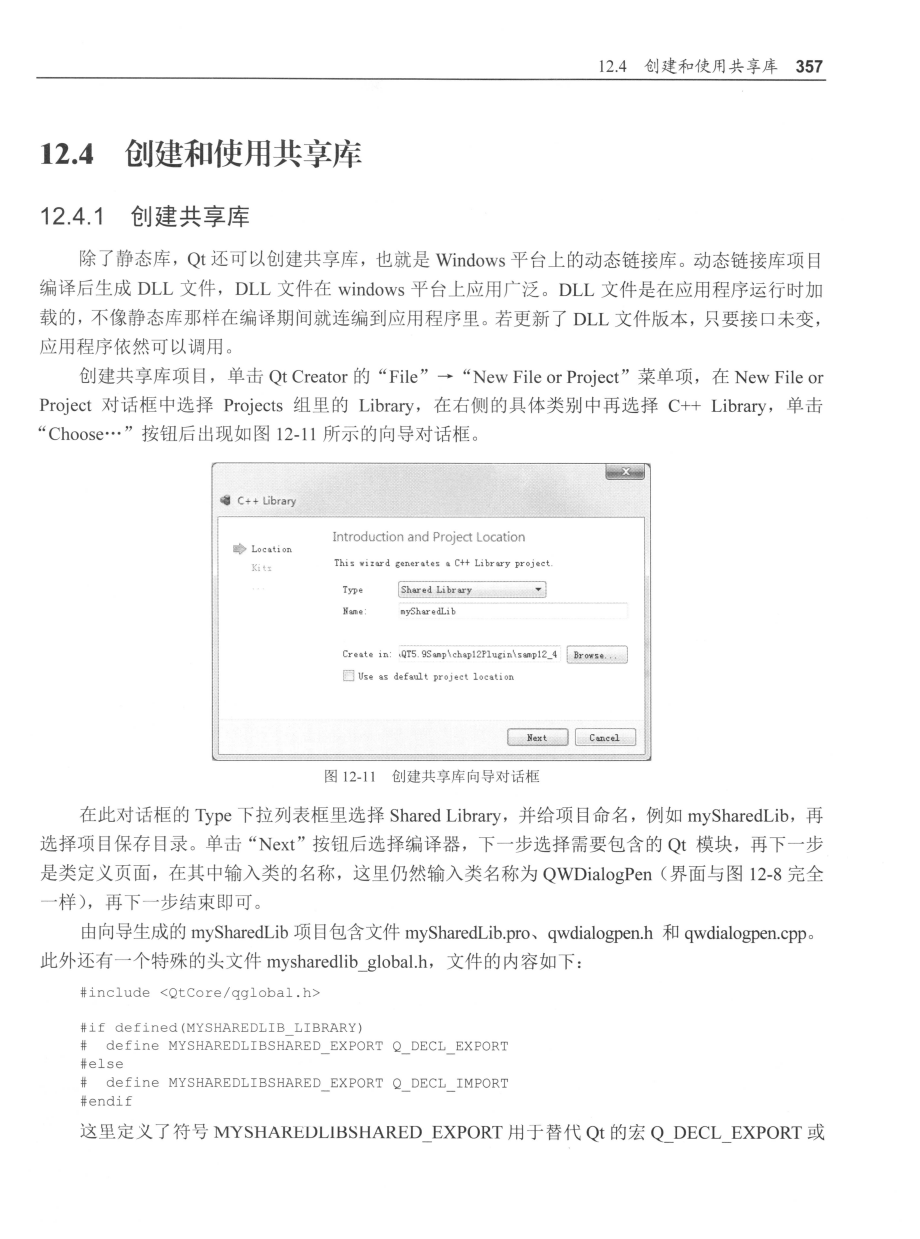 12.4 创建和使用共享库 357
12.4 创建和使用共享库
12.4.1 创建共享库
除了静态库，Qt 还可以创建共享库，也就是 Windows 平台上的动态链接库。动态链接库项目
编译后生成 DLL 文件，DLL 文件在 windows 平台上应用广泛。DLL 文件是在应用程序运行时加
载的，不像静态库那样在编译期间就连编到应用程序里。若更新了 DLL 文件版本，只要接口未变，
应用程序依然可以调用。
创建共享库项目，单击 Qt Creator 的“File”→“New File or Project”菜单项，在 New File or
Project 对话框中选择 Projects 组里的 Library，在右侧的具体类别中再选择 C++ Library，单击
“Choose…”按钮后出现如图 12-11 所示的向导对话框。
C++ Library
Introduction and Project Location
Location
This wizard generates a C++ Library project.
Kits
...
Type Shared Library
Name: mySharedLib
Create in: \QT5.9Samp\chap12Plugin\samp12_4 Browse...
Use as default project location
Next Cancel
图 12-11 创建共享库向导对话框
在此对话框的 Type 下拉列表框里选择 Shared Library，并给项目命名，例如 mySharedLib，再
选择项目保存目录。单击“Next”按钮后选择编译器，下一步选择需要包含的 Qt 模块，再下一步
是类定义页面，在其中输入类的名称，这里仍然输入类名称为 QWDialogPen（界面与图 12-8 完全
一样），再下一步结束即可。
由向导生成的 mySharedLib 项目包含文件 mySharedLib.pro、qwdialogpen.h 和 qwdialogpen.cpp。
此外还有一个特殊的头文件 mysharedlib_global.h，文件的内容如下：
#include <QtCore/qglobal.h>
#if defined(MYSHAREDLIB_LIBRARY)
# define MYSHAREDLIBSHARED_EXPORT Q_DECL_EXPORT
#else
# define MYSHAREDLIBSHARED_EXPORT Q_DECL_IMPORT
#endif
这里定义了符号 MYSHAREDLIBSHARED_EXPORT 用于替代 Qt 的宏 Q_DECL_EXPORT 或